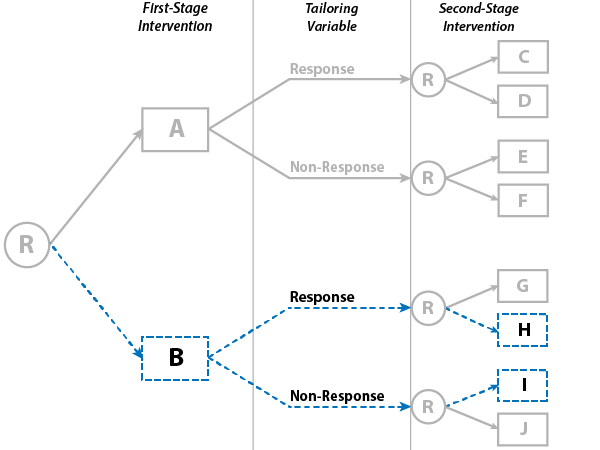 First-Stage
Intervention
Tailoring
Variable
Second-Stage
Intervention
Response
R
C
D
A
Non-Response
R
E
F
R
Response
R
G
H
B
Non-Response
R
I
J